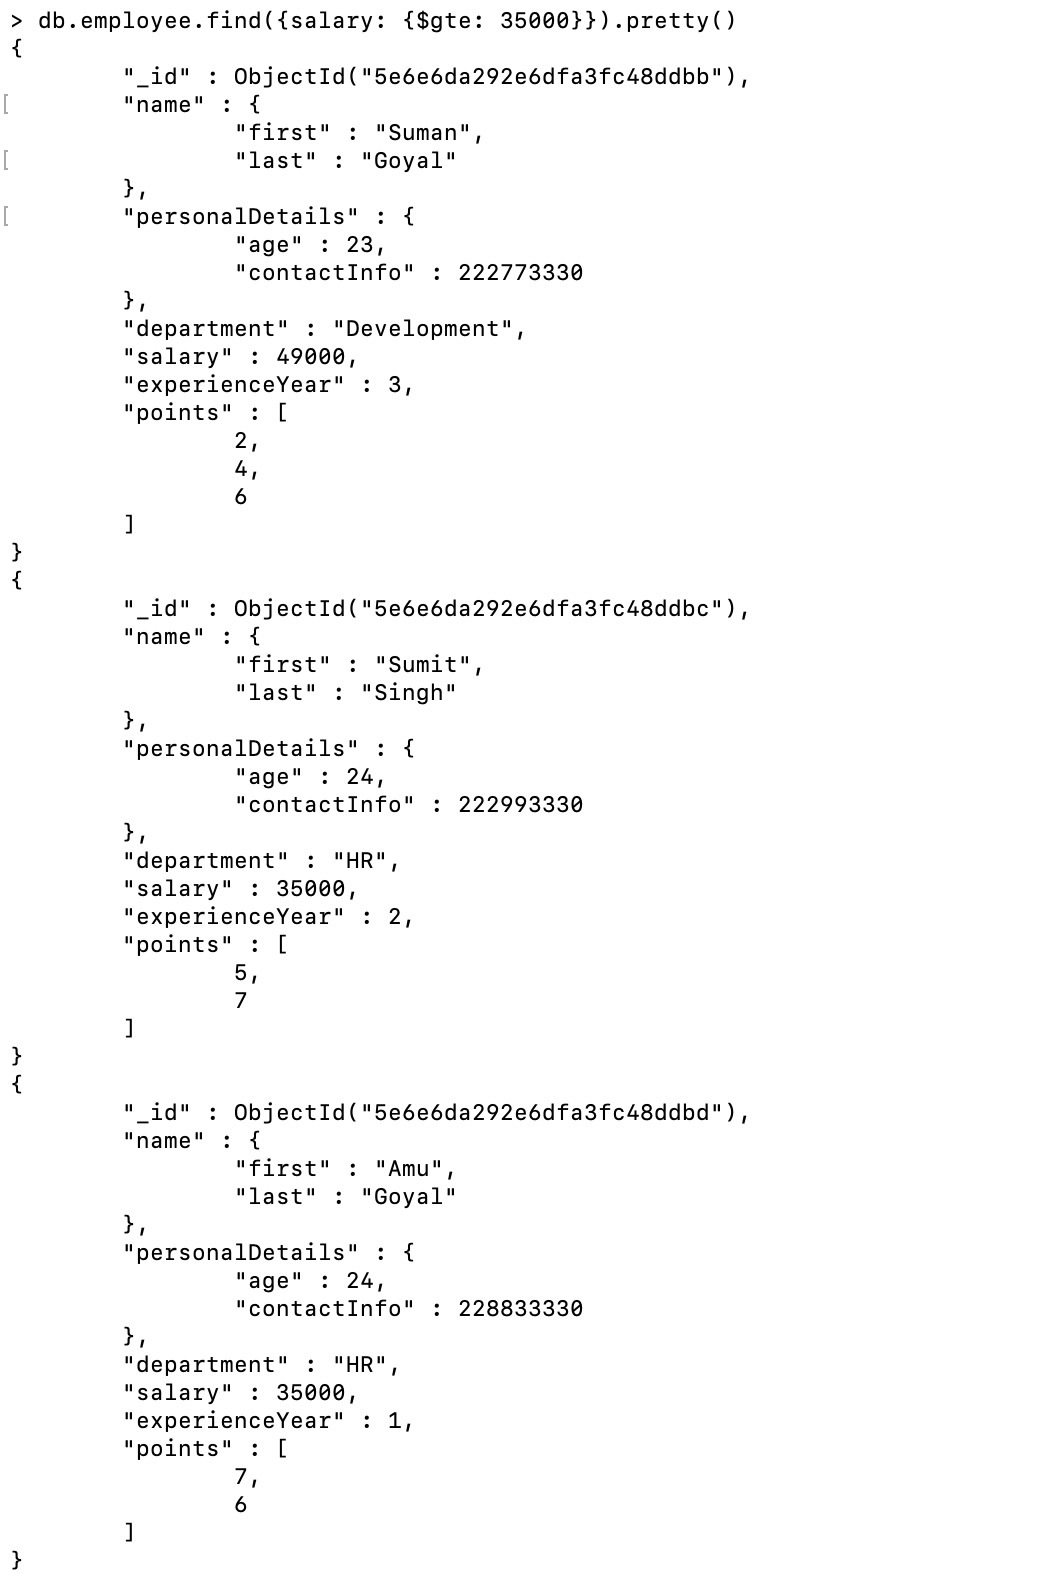 > db.employee.find({salary: {$gte: 35000}}).pretty()
{
        "_id" : ObjectId("5e6e6da292e6dfa3fc48ddbb"),
[       "name" : {
                "first" : "Suman",
[               "last" : "Goyal"
        },
[       "personalDetails" : {
                "age" : 23,
                "contactInfo" : 222773330
        },
        "department" : "Development",
        "salary" : 49000,
        "experienceYear" : 3,
        "points" : [
                2,
                4,
                6
        ]
}
{
        "_id" : ObjectId("5e6e6da292e6dfa3fc48ddbc"),
        "name" : {
                "first" : "Sumit",
                "last" : "Singh"
        },
        "personalDetails" : {
                "age" : 24,
                "contactInfo" : 222993330
        },
        "department" : "HR",
        "salary" : 35000,
        "experienceYear" : 2,
        "points" : [
                5,
                7
        ]
}
{
        "_id" : ObjectId("5e6e6da292e6dfa3fc48ddbd"),
        "name" : {
                "first" : "Amu",
                "last" : "Goyal"
        },
        "personalDetails" : {
                "age" : 24,
                "contactInfo" : 228833330
        },
        "department" : "HR",
        "salary" : 35000,
        "experienceYear" : 1,
        "points" : [
                7,
                6
        ]
}